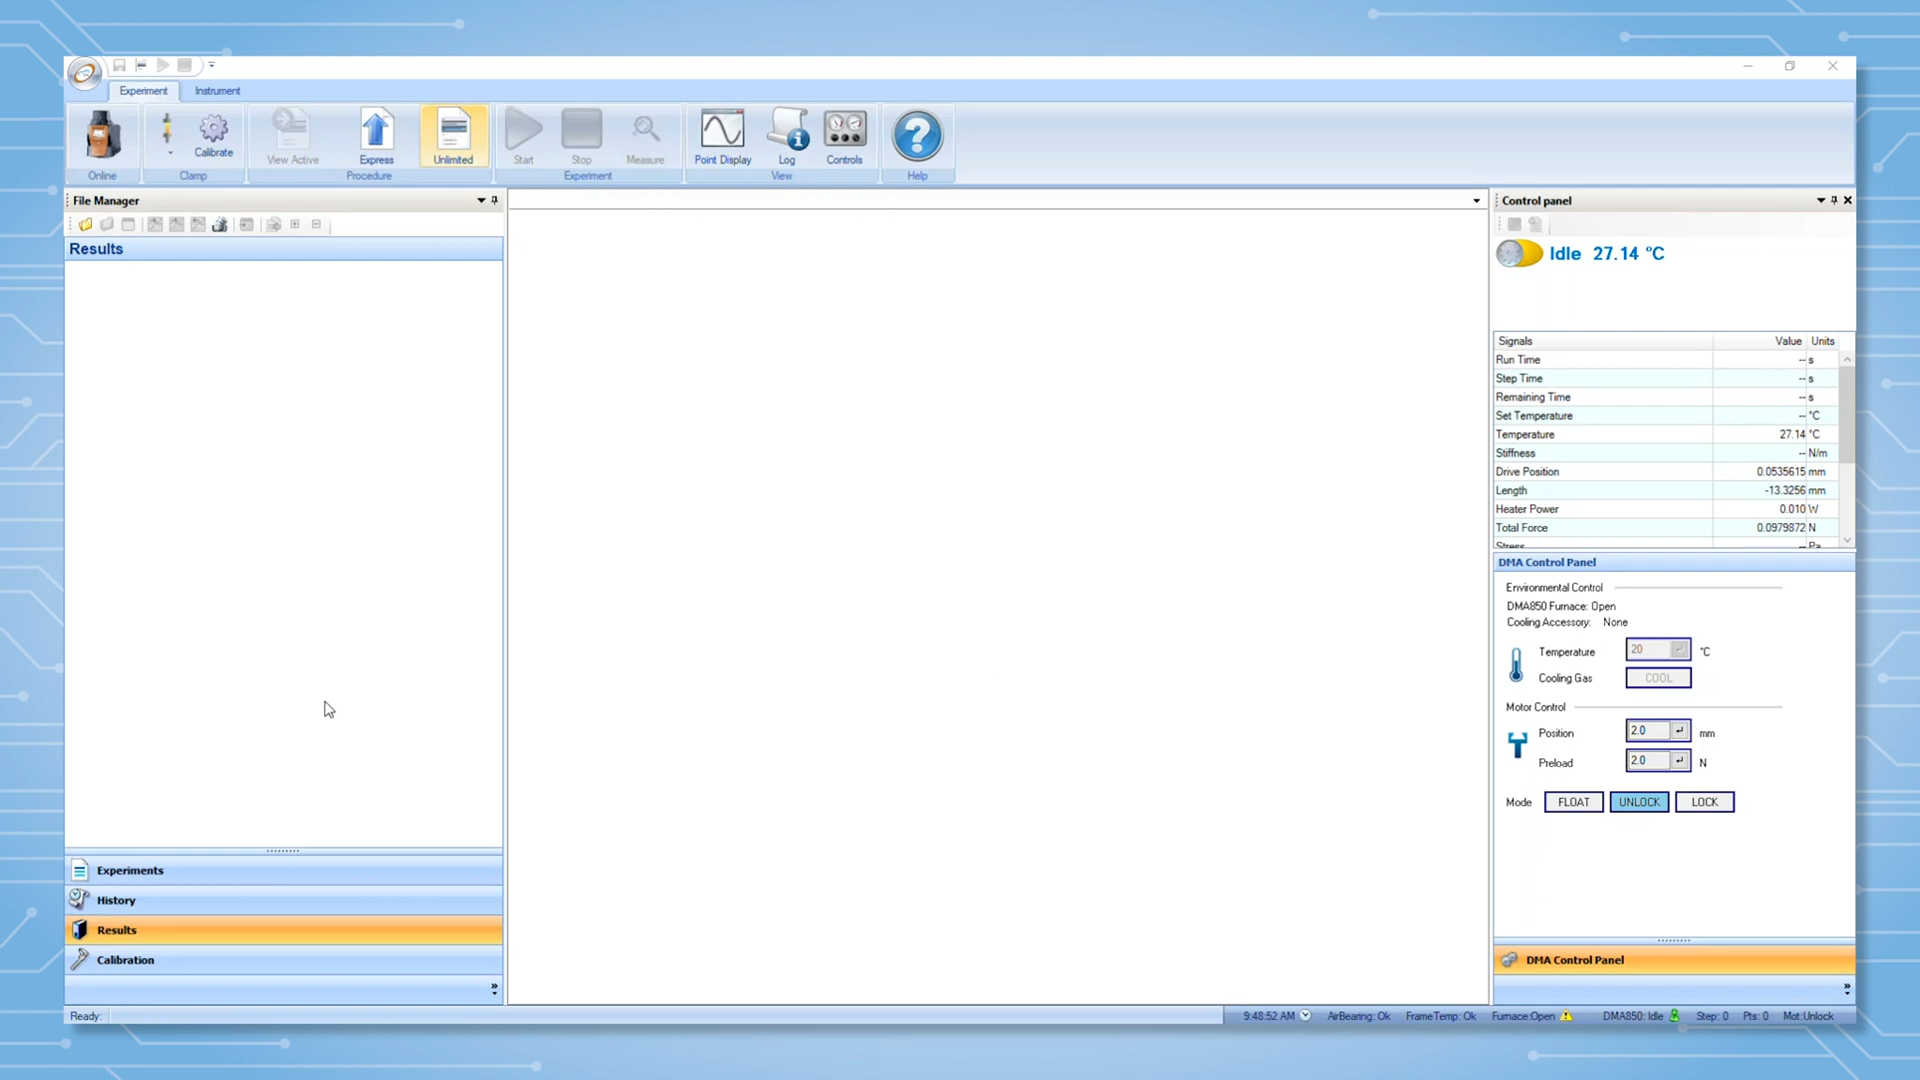 Experiment Instrument
Calibrate View Active Express Unlimited Start Stop Measure Point Display Log Controls
Online Clamp Procedure Experiment View Help
File Manager
Results
Experiments
History
Results
Calibration
Control panel
Idle 27.14 °C
Signals Value Units
Run Time -- s
Step Time -- s
Remaining Time -- s
Set Temperature -- °C
Temperature 27.14 °C
Stiffness -- N/m
Drive Position 0.0535615 mm
Length -13.3256 mm
Heater Power 0.010 W
Total Force 0.0979872 N
Stress -- Pa
DMA Control Panel
Environmental Control
DMA850 Furnace: Open
Cooling Accessory: None
Temperature 20 °C
Cooling Gas COOL
Motor Control
Position 2.0 mm
Preload 2.0 N
Mode FLOAT UNLOCK LOCK
DMA Control Panel
Ready: 9:48:52 AM AirBearing: Ok FrameTemp: Ok Furnace:Open DMA850: Idle Step: 0 Pts: 0 Mot:Unlock